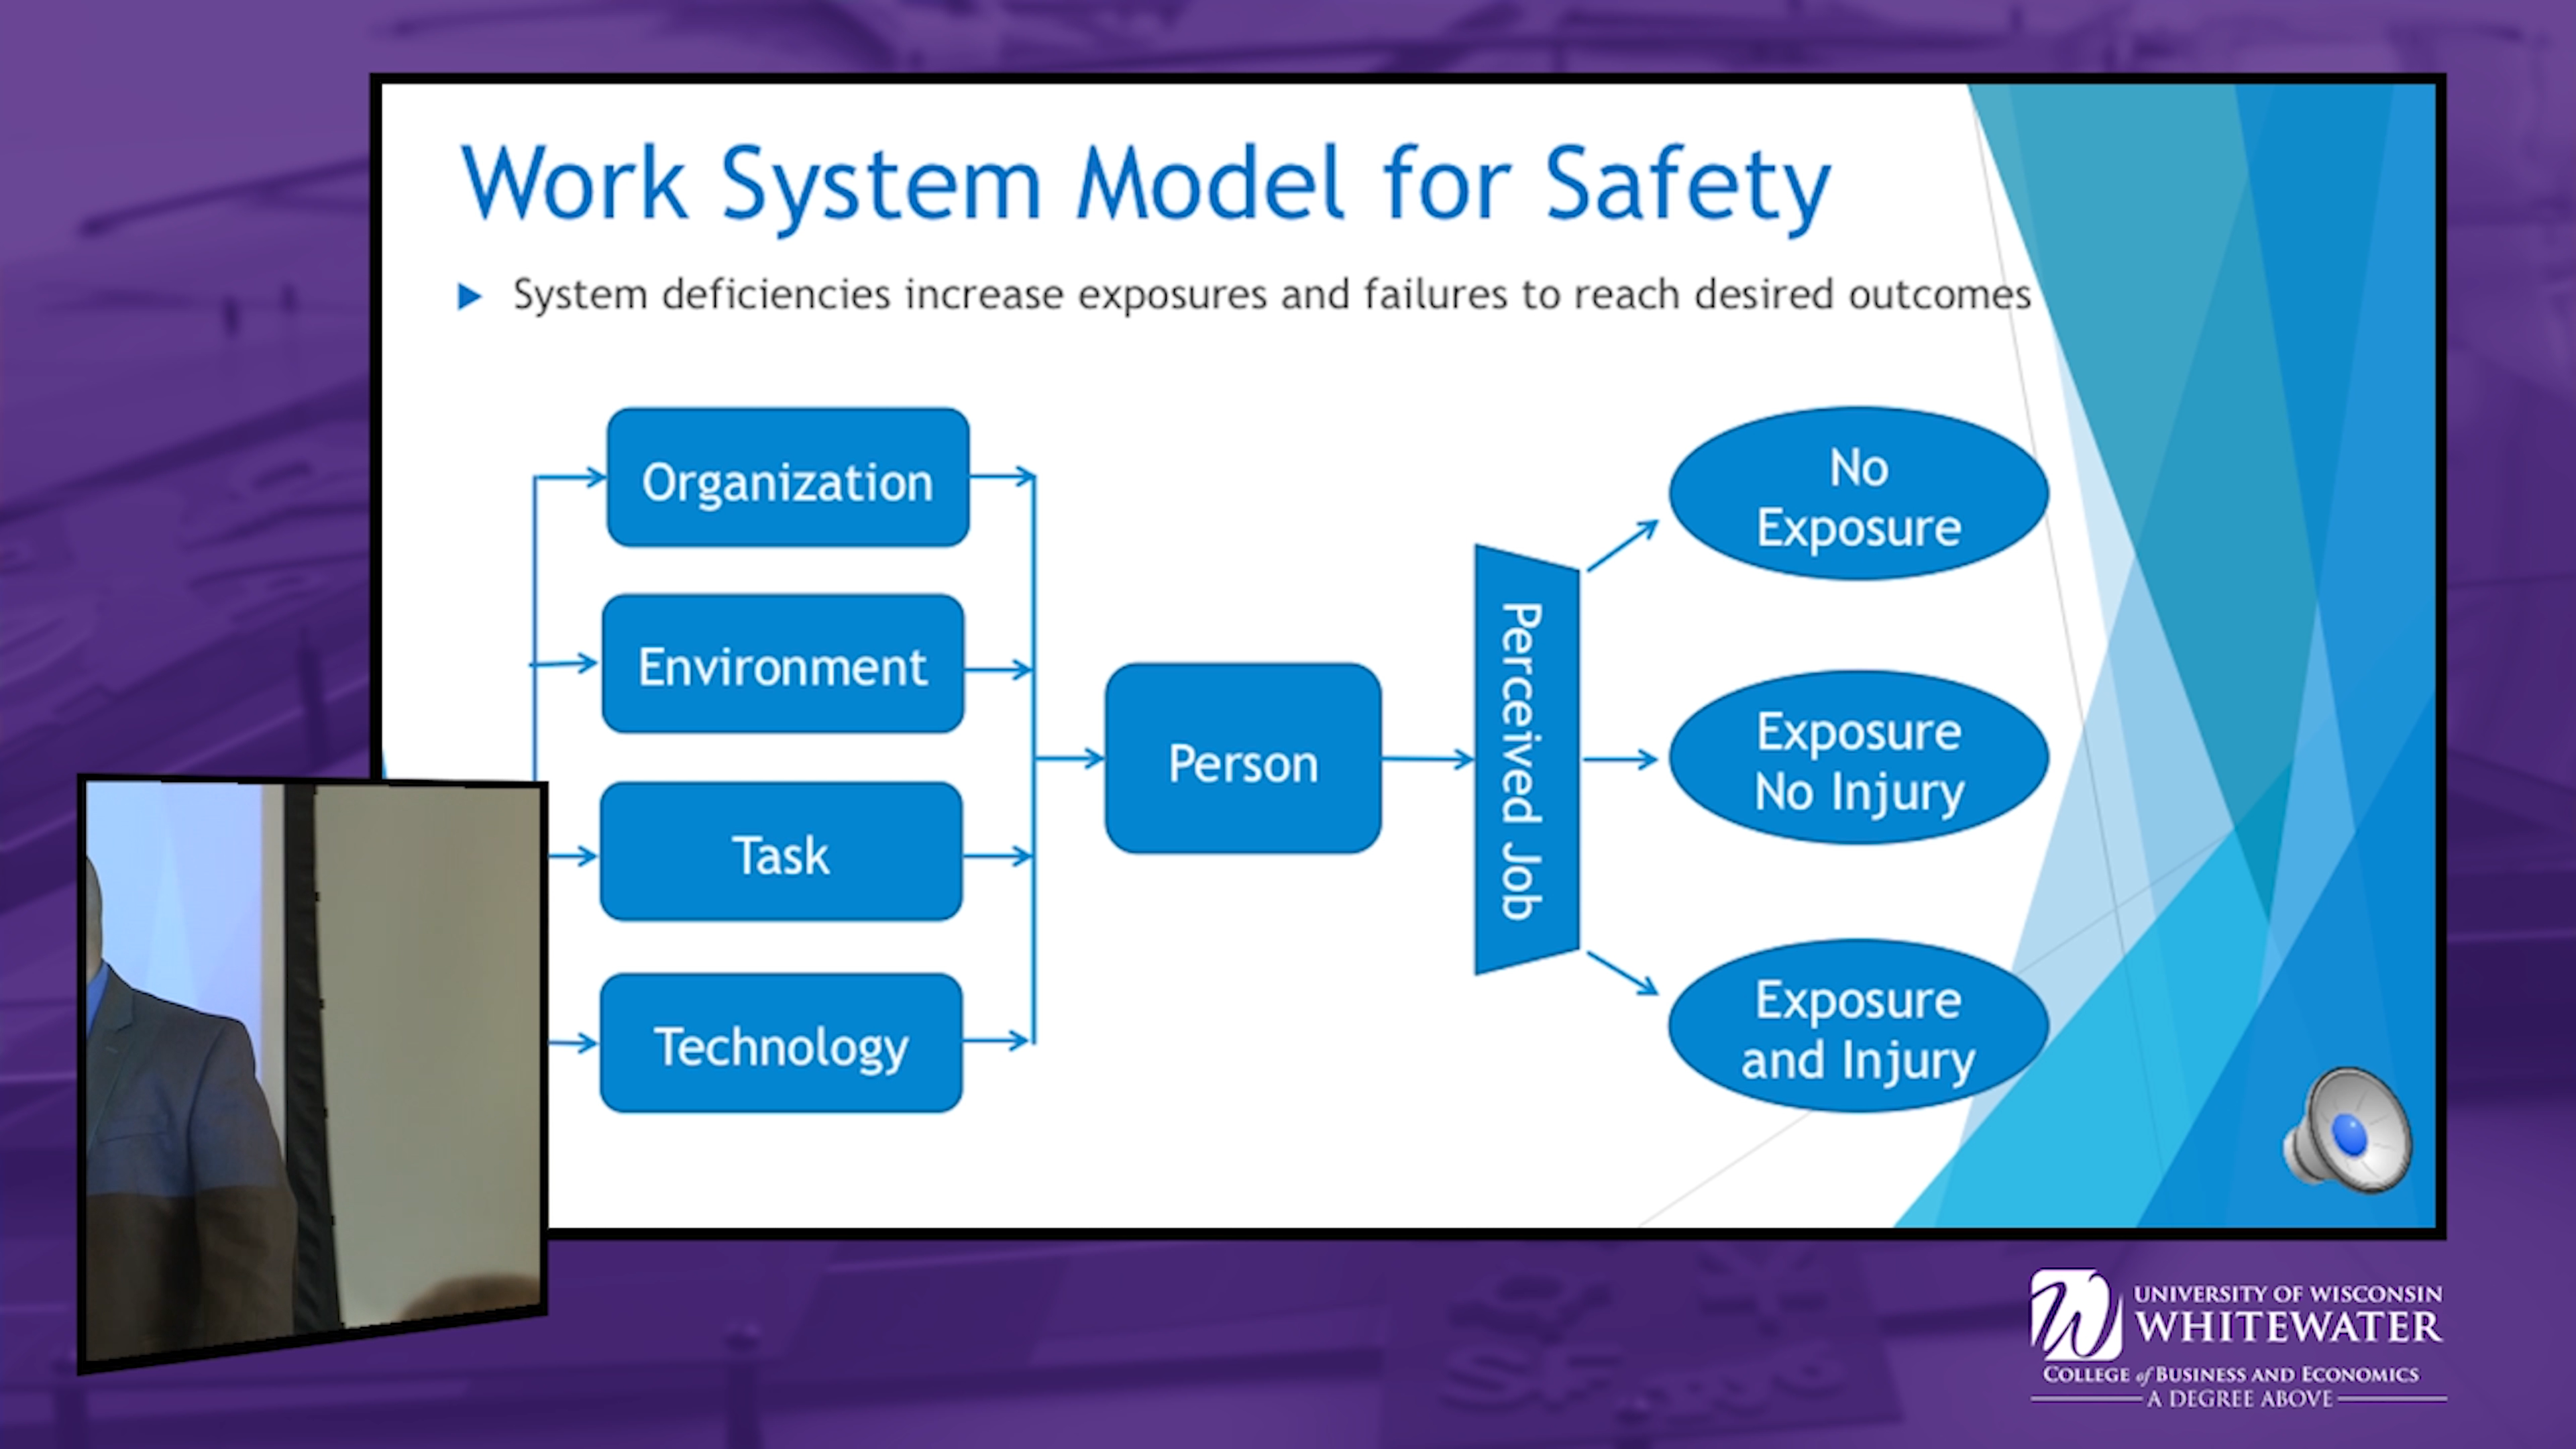 Work System Model for Safety
System deficiencies increase exposures and failures to reach desired outcomes
Organization
Environment
Task
Technology
Person
Perceived Job
No
Exposure
Exposure
No Injury
Exposure
and Injury
W
UNIVERSITY OF WISCONSIN
WHITEWATER
COLLEGE of BUSINESS AND ECONOMICS
A DEGREE ABOVE